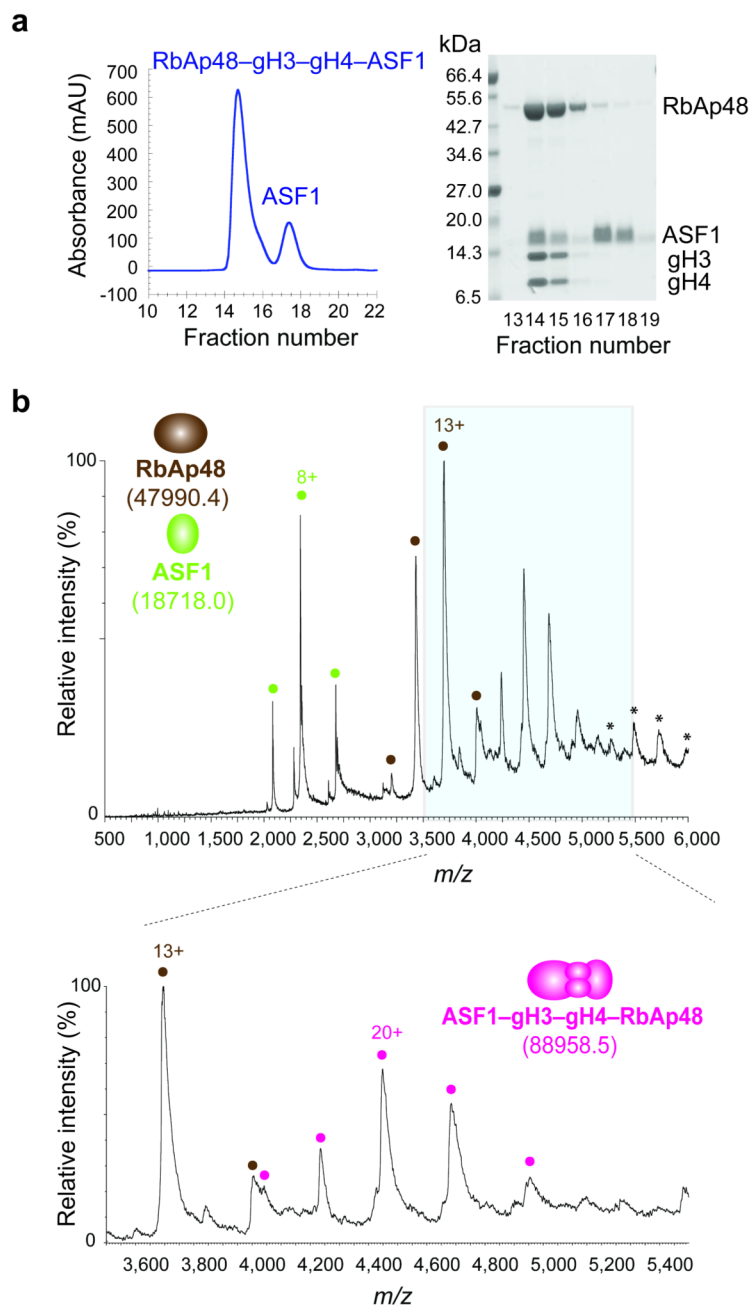 a
RbAp48–gH3–gH4–ASF1
ASF1
Absorbance (mAU)
700
600
500
400
300
200
100
0
-100
10 12 14 16 18 20 22
Fraction number
kDa
66.4
55.6
42.7
34.6
27.0
20.0
14.3
6.5
RbAp48
ASF1
gH3
gH4
13 14 15 16 17 18 19
Fraction number
b
RbAp48
(47990.4)
ASF1
(18718.0)
8+
13+
* * * *
Relative intensity (%)
100
0
500 1,000 1,500 2,000 2,500 3,000 3,500 4,000 4,500 5,000 5,500 6,000
m/z
13+
20+
ASF1–gH3–gH4–RbAp48
(88958.5)
Relative intensity (%)
100
0
3,600 3,800 4,000 4,200 4,400 4,600 4,800 5,000 5,200 5,400
m/z